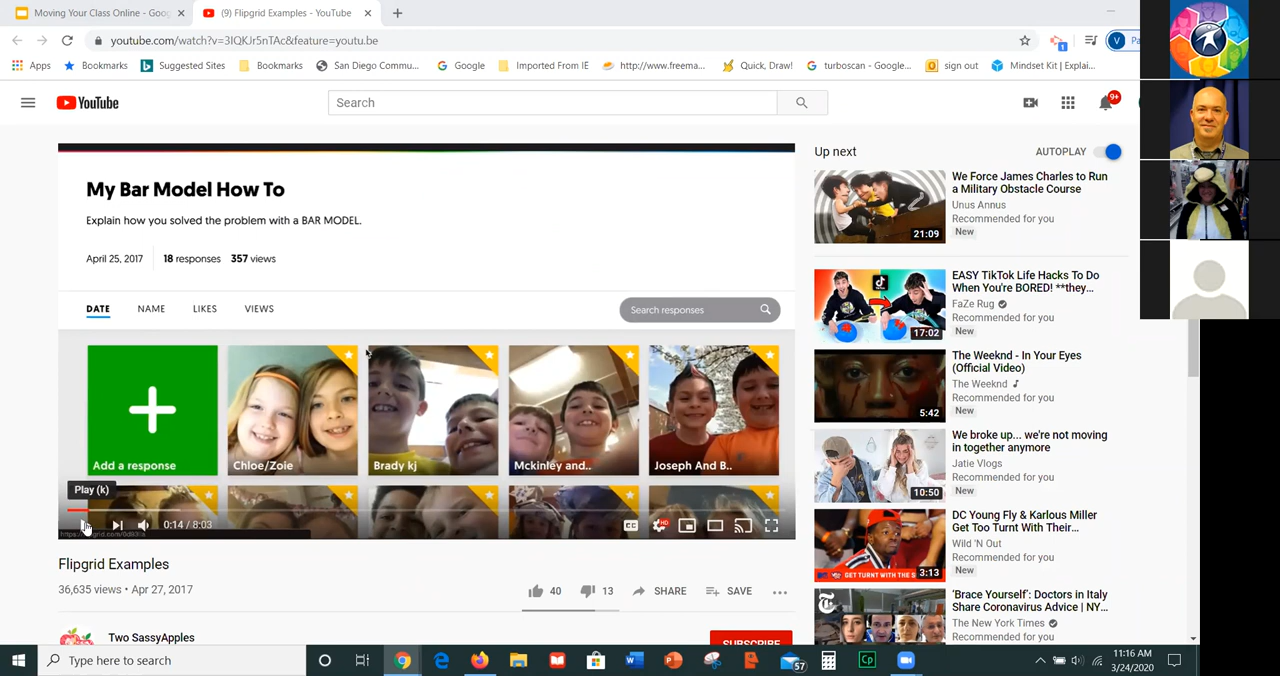 Moving Your Class Online - Goog
(9) Flipgrid Examples - YouTube
youtube.com/watch?v=3IQKJr5nTAc&feature=youtu.be
V
Pa
Apps
Bookmarks
Suggested Sites
Bookmarks
San Diego Commu...
Google
Imported From IE
http://www.freema...
Quick, Draw!
turboscan - Google...
sign out
Mindset Kit | Explai...
YouTube
Search
9+
My Bar Model How To
Explain how you solved the problem with a BAR MODEL.
April 25, 2017
18 responses
357 views
DATE
NAME
LIKES
VIEWS
Search responses
Add a response
Chloe/Zoie
Brady kj
Mckinley and..
Joseph And B..
Play (k)
0:14 / 8:03
CC
HD
Flipgrid Examples
36,635 views • Apr 27, 2017
40
13
SHARE
SAVE
Two SassyApples
SUBSCRIBE
Up next
AUTOPLAY
We Force James Charles to Run
a Military Obstacle Course
Unus Annus
Recommended for you
New
21:09
EASY TikTok Life Hacks To Do
When You're BORED! **they...
FaZe Rug
Recommended for you
New
17:02
The Weeknd - In Your Eyes
(Official Video)
The Weeknd
Recommended for you
New
5:42
We broke up... we're not moving
in together anymore
Jatie Vlogs
Recommended for you
New
10:50
DC Young Fly & Karlous Miller
Get Too Turnt With Their...
Wild 'N Out
Recommended for you
New
GET TURNT WITH THE S
3:13
'Brace Yourself': Doctors in Italy
Share Coronavirus Advice | NY...
The New York Times
Recommended for you
Type here to search
57
Cp
11:16 AM
3/24/2020